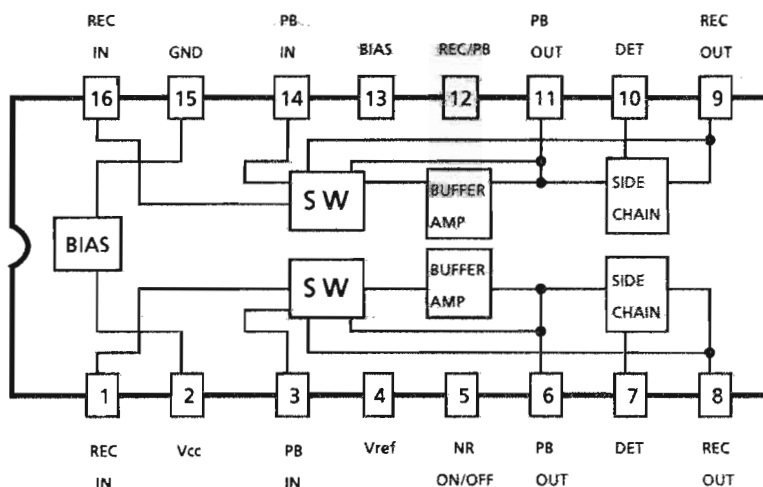 REC PB PB REC
IN GND IN BIAS REC/PB OUT DET OUT
16 15 14 13 12 11 10 9
SW BUFFER AMP SIDE CHAIN
BIAS
SW BUFFER AMP SIDE CHAIN
1 2 3 4 5 6 7 8
REC Vcc PB Vref NR PB DET REC
IN IN ON/OFF OUT OUT